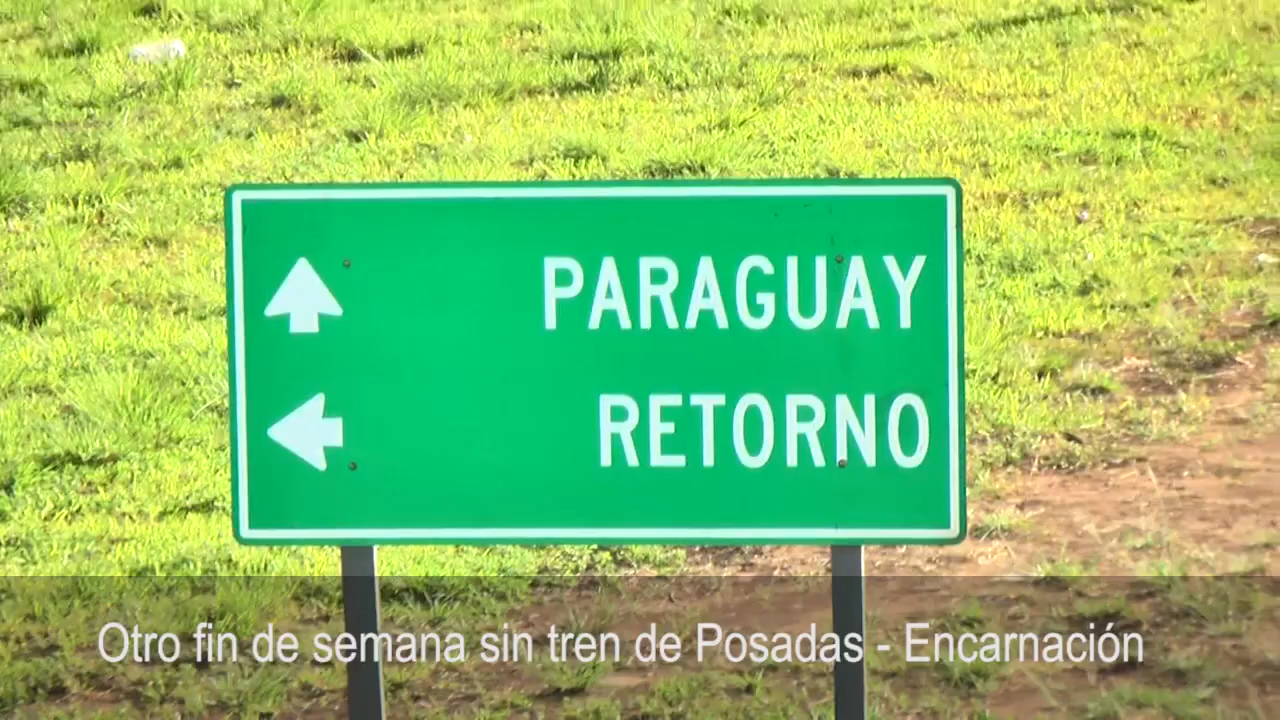 PARAGUAY
RETORNO
Otro fin de semana sin tren de Posadas - Encarnación